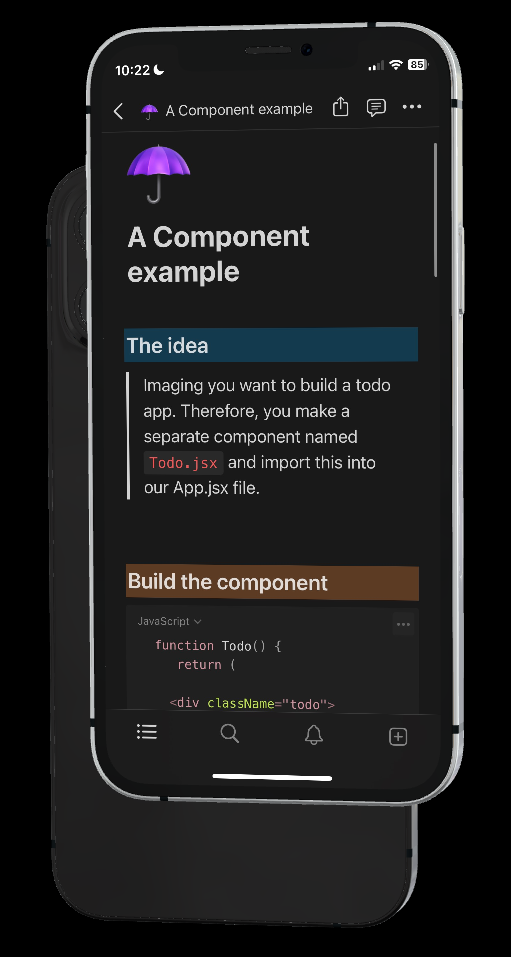 10:22
85
A Component example
A Component
example
The idea
Imaging you want to build a todo
app. Therefore, you make a
separate component named
Todo.jsx and import this into
our App.jsx file.
Build the component
JavaScript
function Todo() {
return (
<div className="todo">